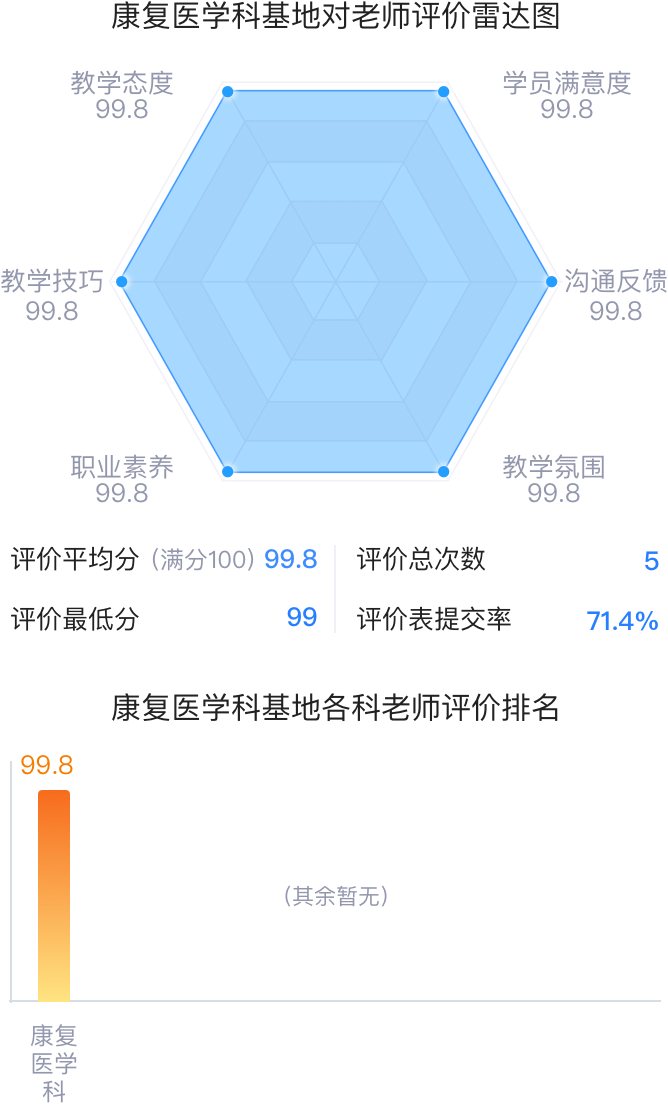 康复医学科基地对老师评价雷达图
教学态度
99.8
学员满意度
99.8
教学技巧
99.8
沟通反馈
99.8
职业素养
99.8
教学氛围
99.8
评价平均分（满分100）99.8
评价总次数 5
评价最低分 99
评价表提交率 71.4%
康复医学科基地各科老师评价排名
99.8
（其余暂无）
康复
医学
科